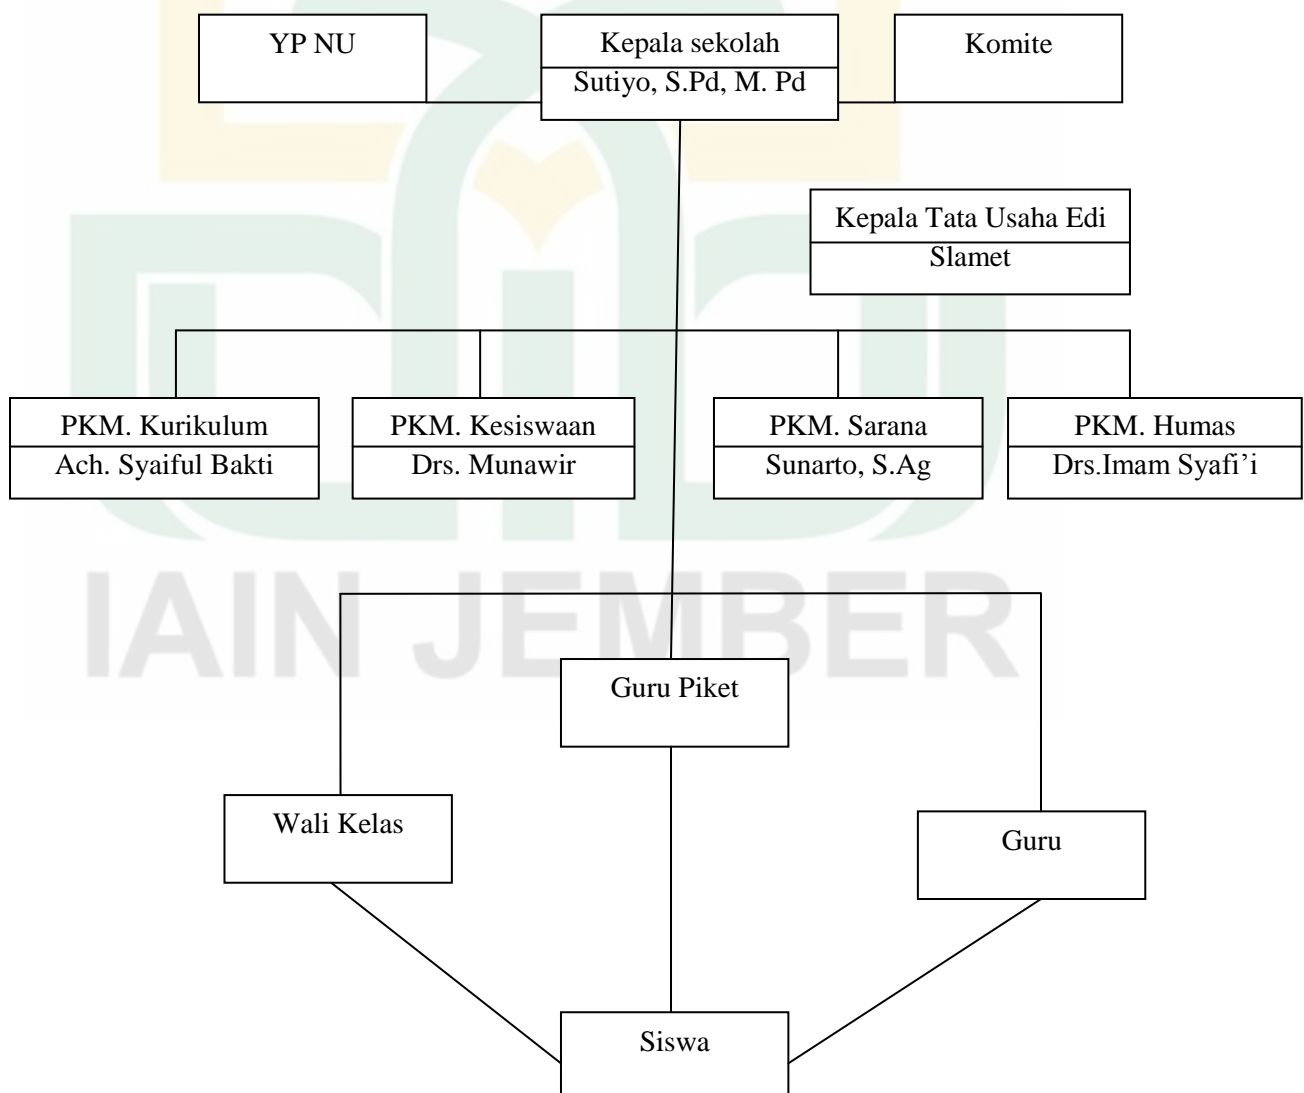 YP NU
Kepala sekolah
Sutiyo, S.Pd, M. Pd
Komite
Kepala Tata Usaha Edi
Slamet
PKM. Kurikulum
Ach. Syaiful Bakti
PKM. Kesiswaan
Drs. Munawir
PKM. Sarana
Sunarto, S.Ag
PKM. Humas
Drs.Imam Syafi’i
IAIN JEMBER
Guru Piket
Wali Kelas
Guru
Siswa